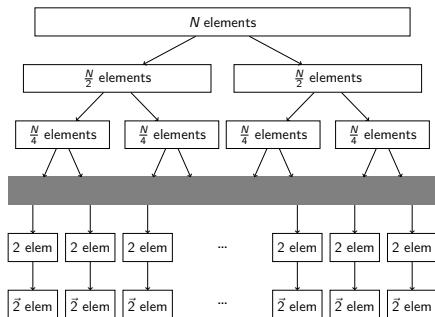 N elements
N/2 elements N/2 elements
N/4 elements N/4 elements N/4 elements N/4 elements
2 elem 2 elem 2 elem ... 2 elem 2 elem 2 elem
2⃗ elem 2⃗ elem 2⃗ elem ... 2⃗ elem 2⃗ elem 2⃗ elem